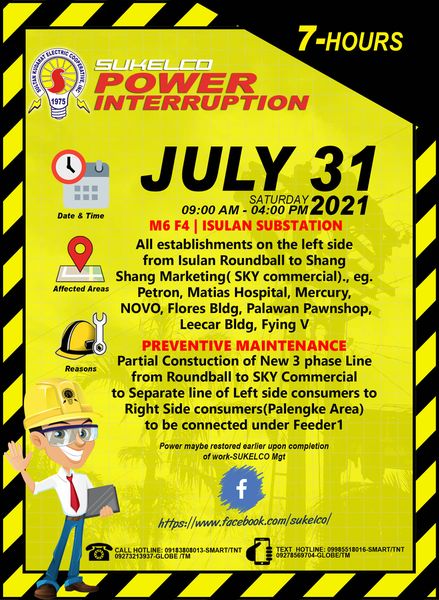 7-HOURS
SULTAN KUDARAT ELECTRIC COOPERATIVE, INC.
S
1975
SUKELCO
POWER
INTERRUPTION
JULY 31
SATURDAY
09:00 AM - 04:00 PM 2021
Date & Time
M6 F4 | ISULAN SUBSTATION
All establishments on the left side
from Isulan Roundball to Shang
Shang Marketing( SKY commercial)., eg.
Petron, Matias Hospital, Mercury,
NOVO, Flores Bldg, Palawan Pawnshop,
Leecar Bldg, Fying V
Affected Areas
PREVENTIVE MAINTENANCE
Partial Constuction of New 3 phase Line
from Roundball to SKY Commercial
to Separate line of Left side consumers to
Right Side consumers(Palengke Area)
to be connected under Feeder1
Reasons
Power maybe restored earlier upon completion
of work-SUKELCO Mgt
f
https://www.facebook.com/sukelco/
CALL HOTLINE: 09183808013-SMART/TNT
09273213937-GLOBE /TM
TEXT HOTLINE: 09985518016-SMART/TNT
09278569704-GLOBE /TM